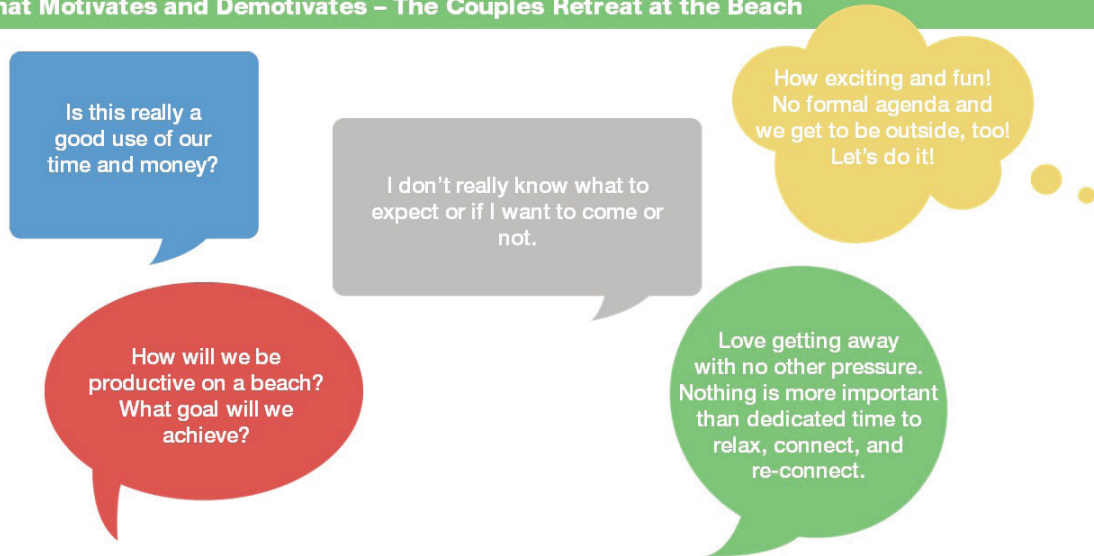 hat Motivates and Demotivates – The Couples Retreat at the Beach
Is this really a
good use of our
time and money?
I don't really know what to
expect or if I want to come or
not.
How exciting and fun!
No formal agenda and
we get to be outside, too!
Let's do it!
How will we be
productive on a beach?
What goal will we
achieve?
Love getting away
with no other pressure.
Nothing is more important
than dedicated time to
relax, connect, and
re-connect.